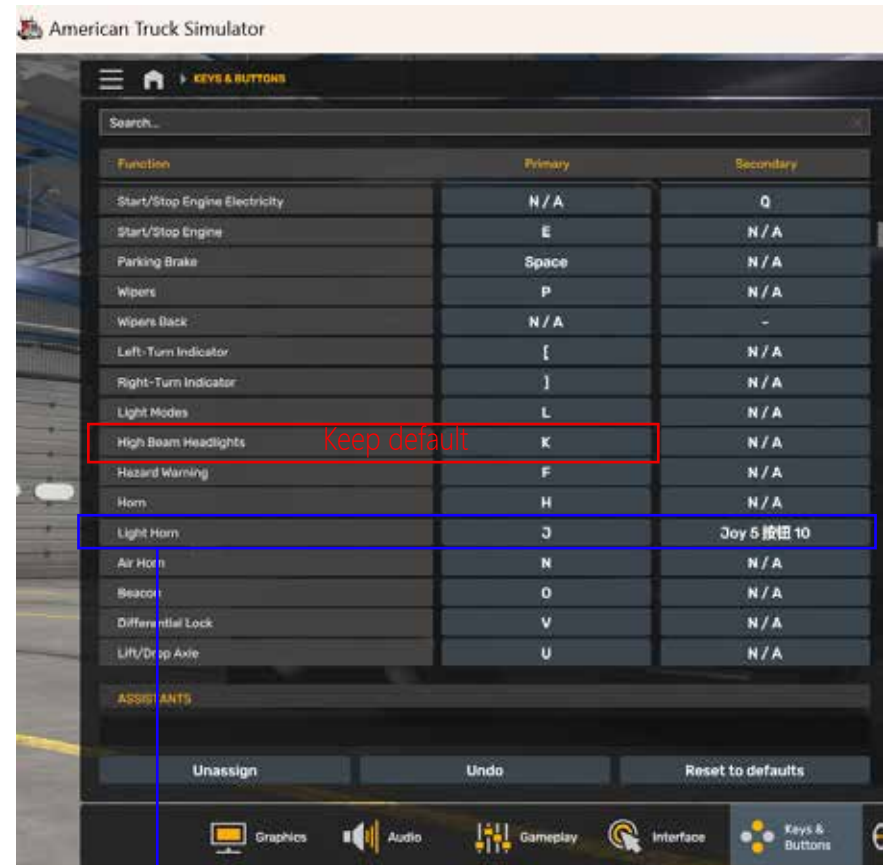 American Truck Simulator
KEYS & BUTTONS
Search...
Function Primary Secondary
Start/Stop Engine Electricity N/A Q
Start/Stop Engine E N/A
Parking Brake Space N/A
Wipers P N/A
Wipers Back N/A -
Left-Turn Indicator [ N/A
Right-Turn Indicator ] N/A
Light Modes L N/A
High Beam Headlights Keep default K N/A
Hazard Warning F N/A
Horn H N/A
Light Horn J Joy 5 按钮 10
Air Horn N N/A
Beacon O N/A
Differential Lock V N/A
Lift/Drop Axle U N/A
ASSISTANTS
Unassign Undo Reset to defaults
Graphics Audio Gameplay Interface Keys &
Buttons